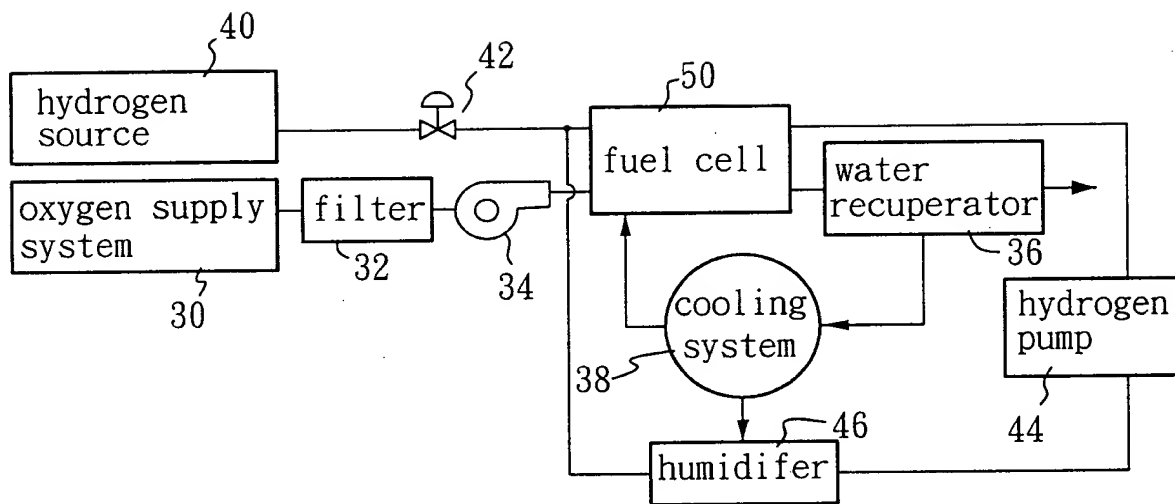 40
hydrogen
source
42
50
fuel cell
oxygen supply
system
30
filter
32
34
water
recuperator
36
cooling
system
38
hydrogen
pump
44
humidifer
46